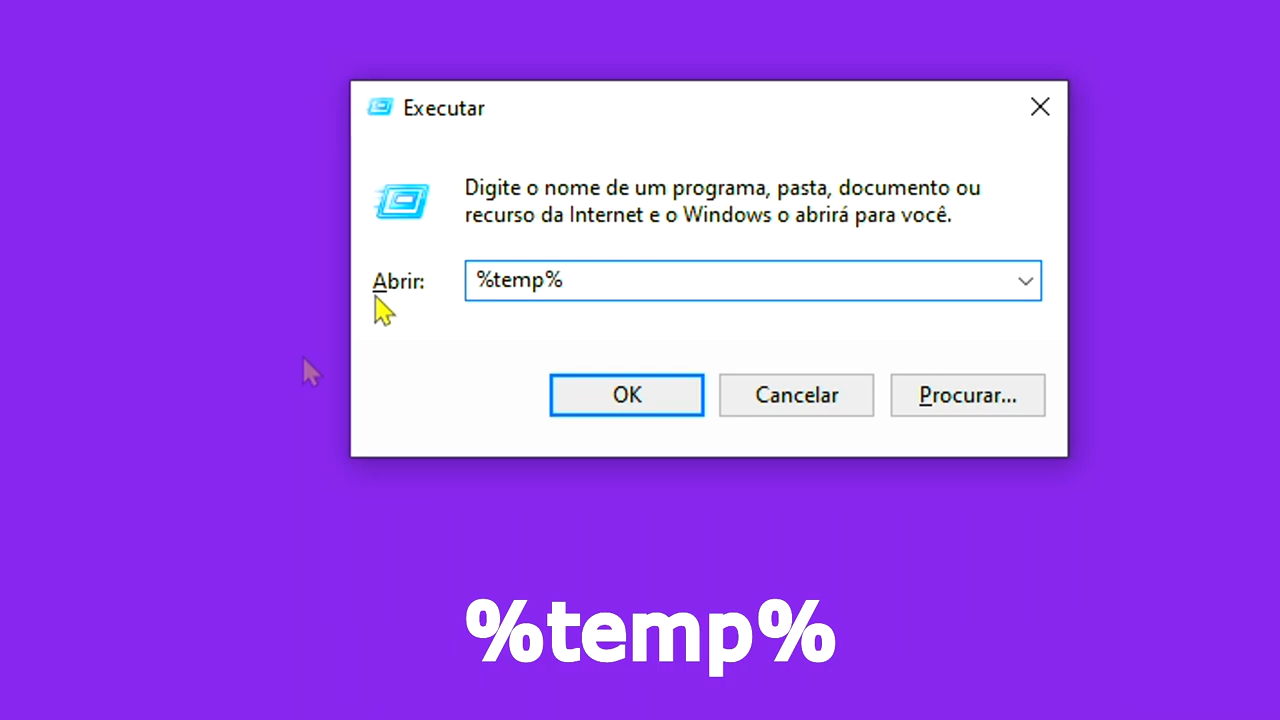 Executar
Digite o nome de um programa, pasta, documento ou
recurso da Internet e o Windows o abrirá para você.
Abrir: %temp%
OK Cancelar Procurar...
%temp%